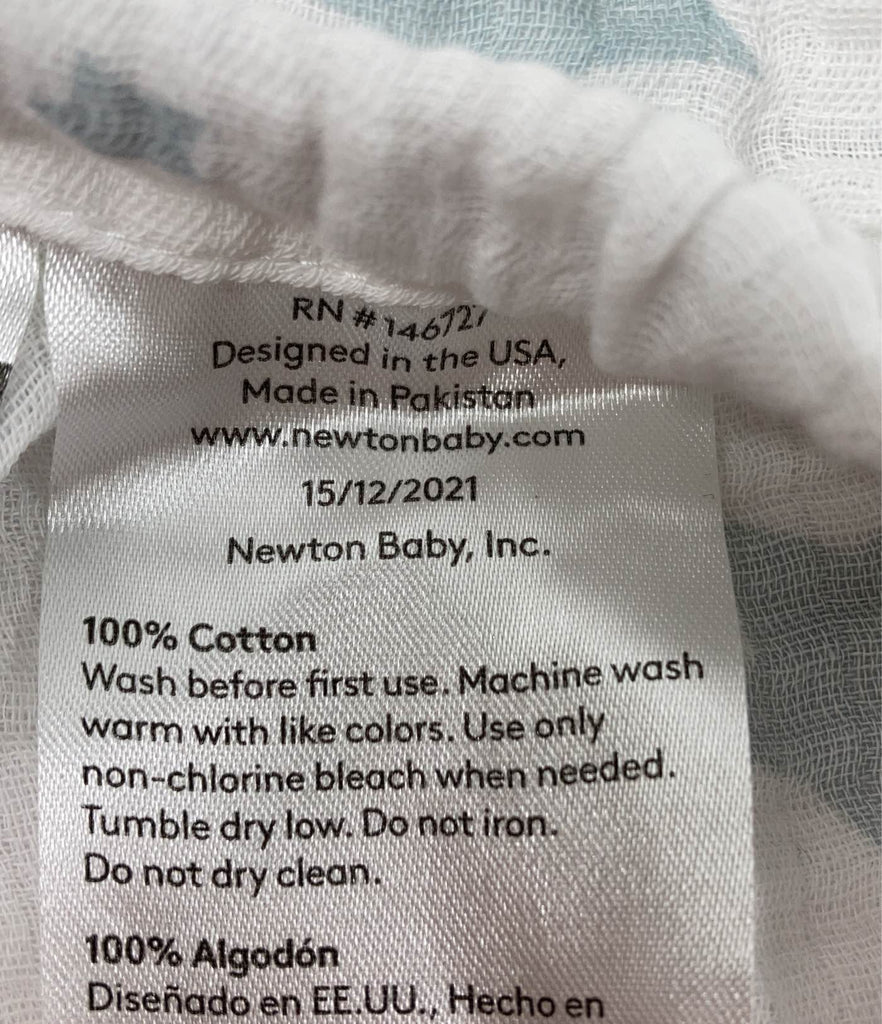 RN #146727
Designed in the USA,
Made in Pakistan
www.newtonbaby.com
15/12/2021
Newton Baby, Inc.
100% Cotton
Wash before first use. Machine wash
warm with like colors. Use only
non-chlorine bleach when needed.
Tumble dry low. Do not iron.
Do not dry clean.
100% Algodón
Diseñado en EE.UU., Hecho en